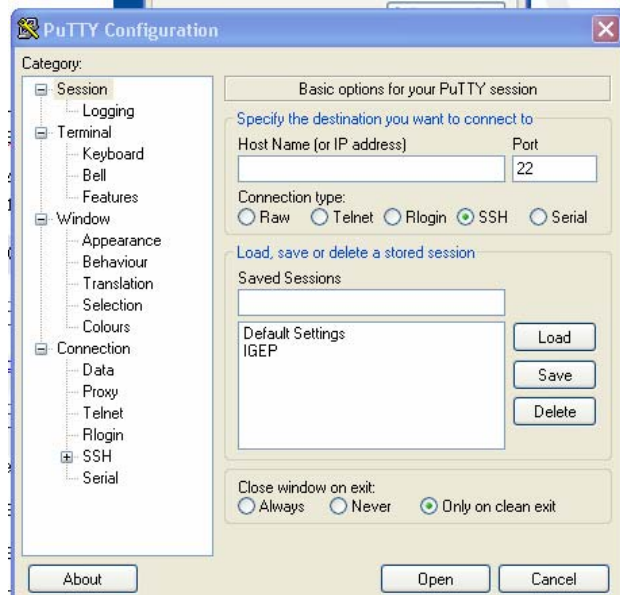 PuTTY Configuration
Category:
Session
Logging
Terminal
Keyboard
Bell
Features
Window
Appearance
Behaviour
Translation
Selection
Colours
Connection
Data
Proxy
Telnet
Rlogin
SSH
Serial
Basic options for your PuTTY session
Specify the destination you want to connect to
Host Name (or IP address) Port
22
Connection type:
Raw Telnet Rlogin SSH Serial
Load, save or delete a stored session
Saved Sessions
Default Settings
IGEP
Load
Save
Delete
Close window on exit:
Always Never Only on clean exit
About Open Cancel